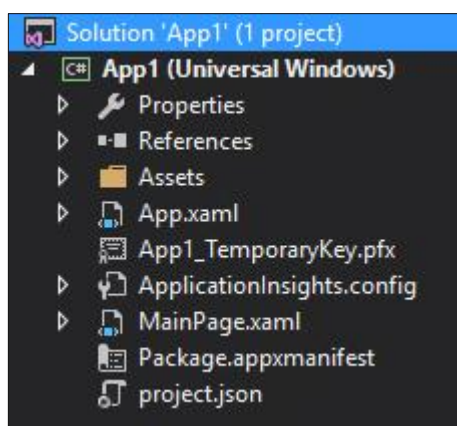 Solution 'App1' (1 project)
C# App1 (Universal Windows)
Properties
References
Assets
App.xaml
App1_TemporaryKey.pfx
ApplicationInsights.config
MainPage.xaml
Package.appxmanifest
project.json